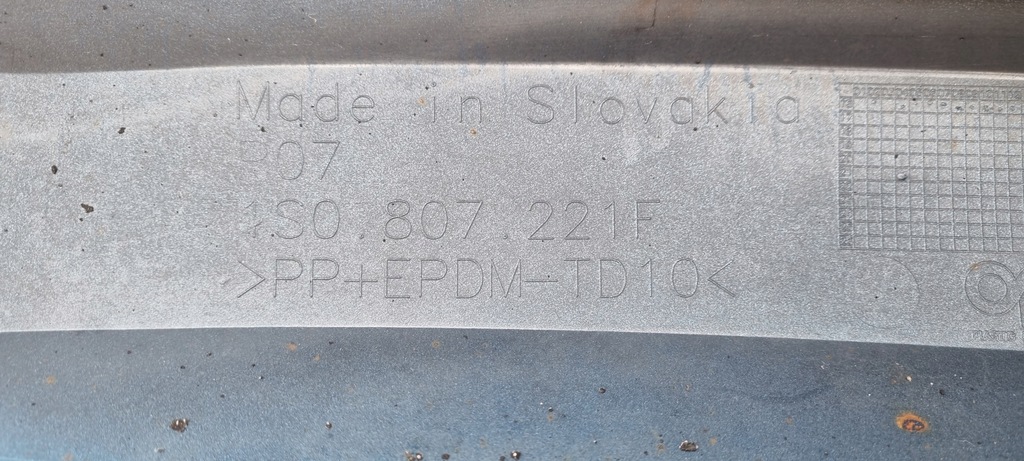 Made in Slovakia
P07
1S0.807.221F
>PP+EPDM-TD10<